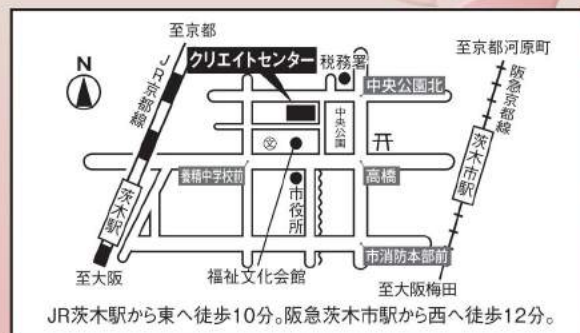 至京都
N
JR京都線
クリエイトセンター
税務署
至京都河原町
阪急京都線
中央公園北
中央公園
文
茨木駅
養精中学校前
市役所
高橋
茨木市駅
市消防本部前
至大阪
福祉文化会館
至大阪梅田
JR茨木駅から東へ徒歩10分。阪急茨木市駅から西へ徒歩12分。